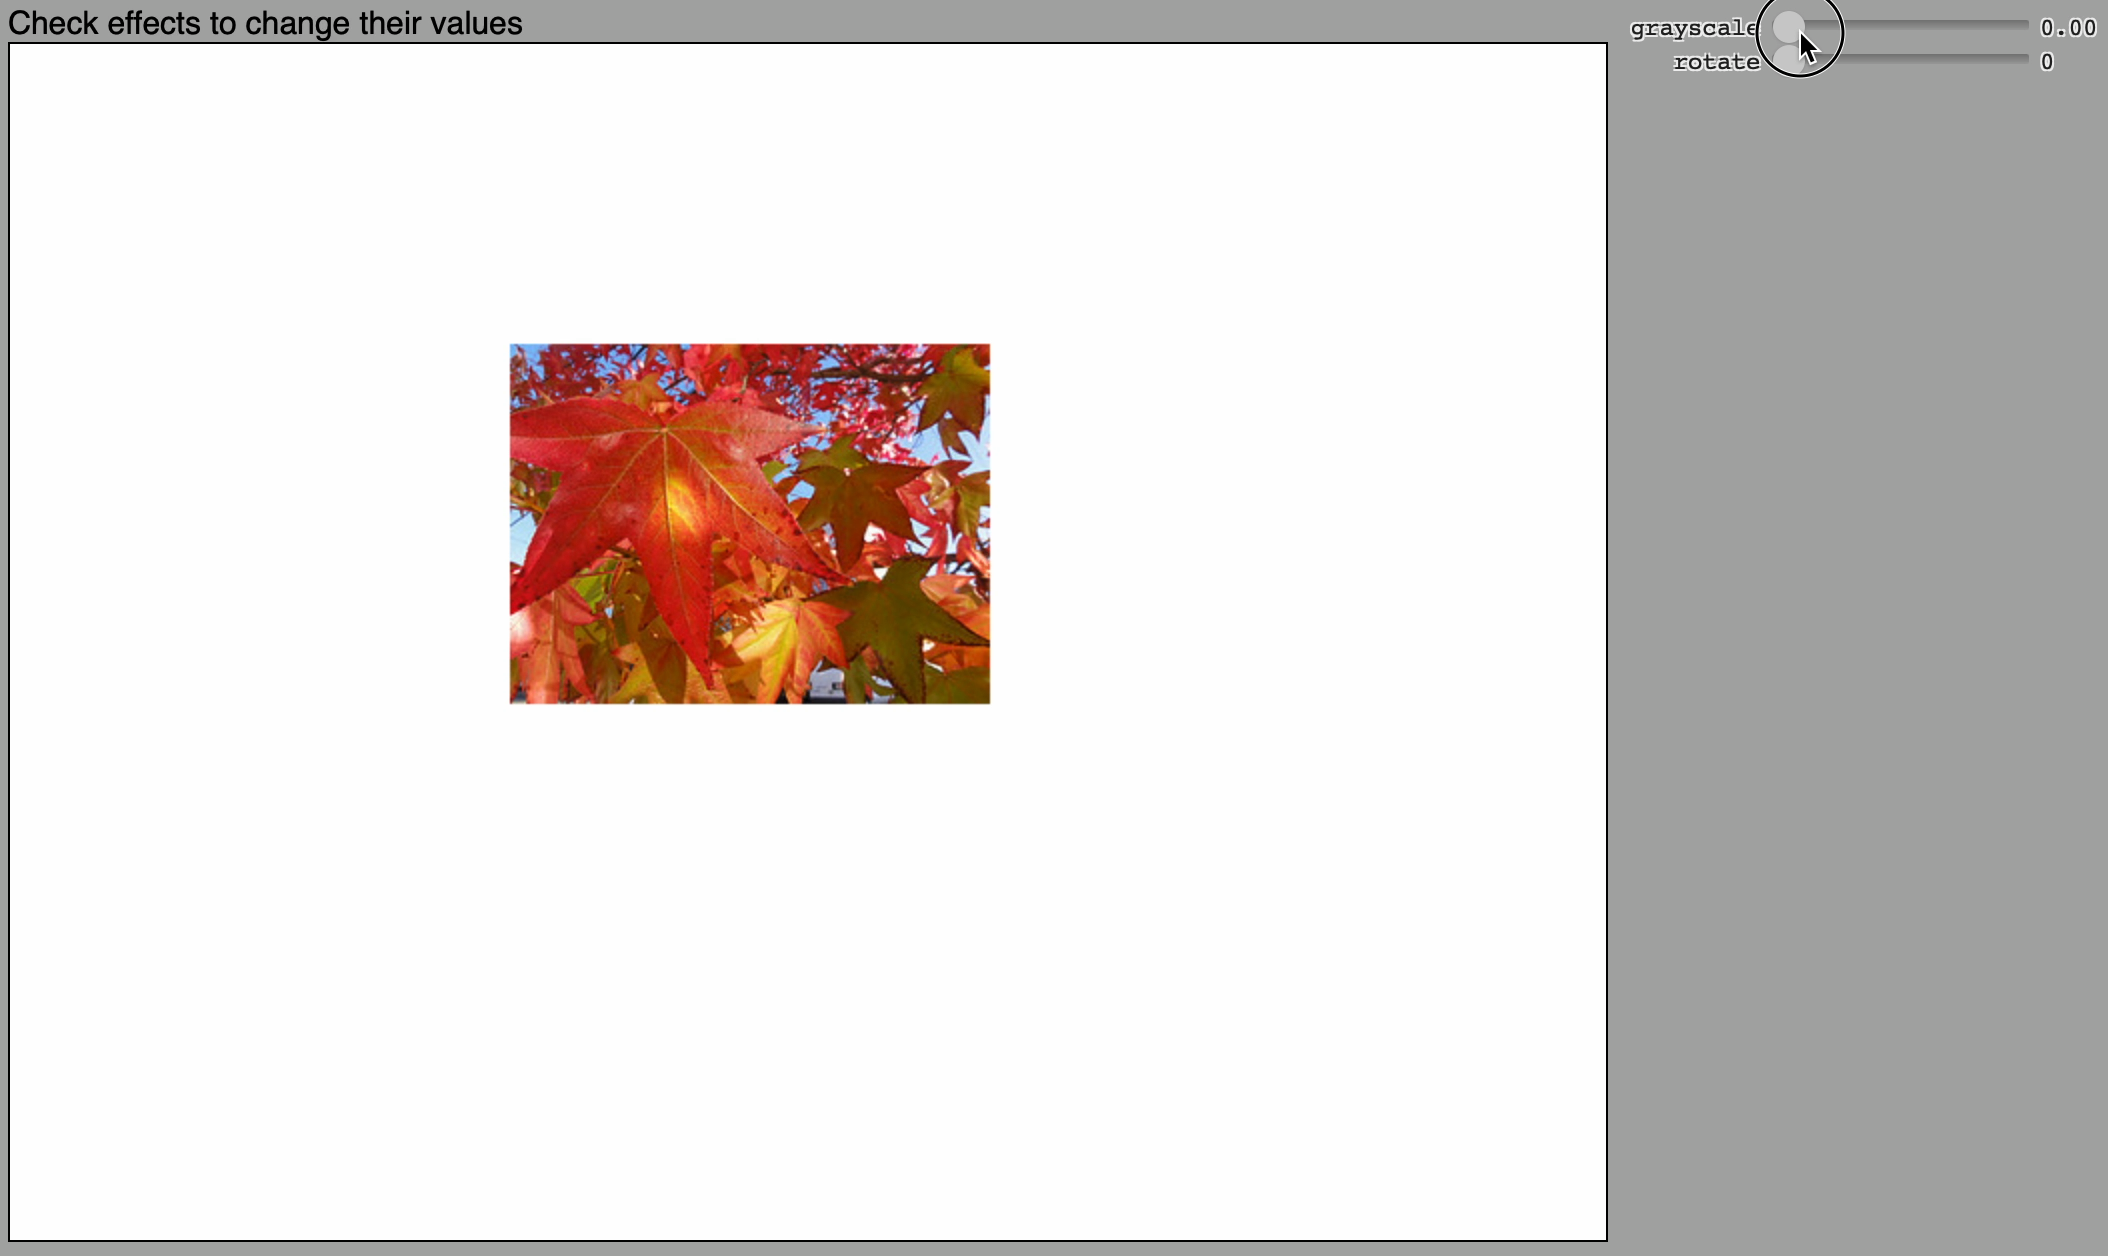 Check effects to change their values
grayscale 0.00
rotate 0